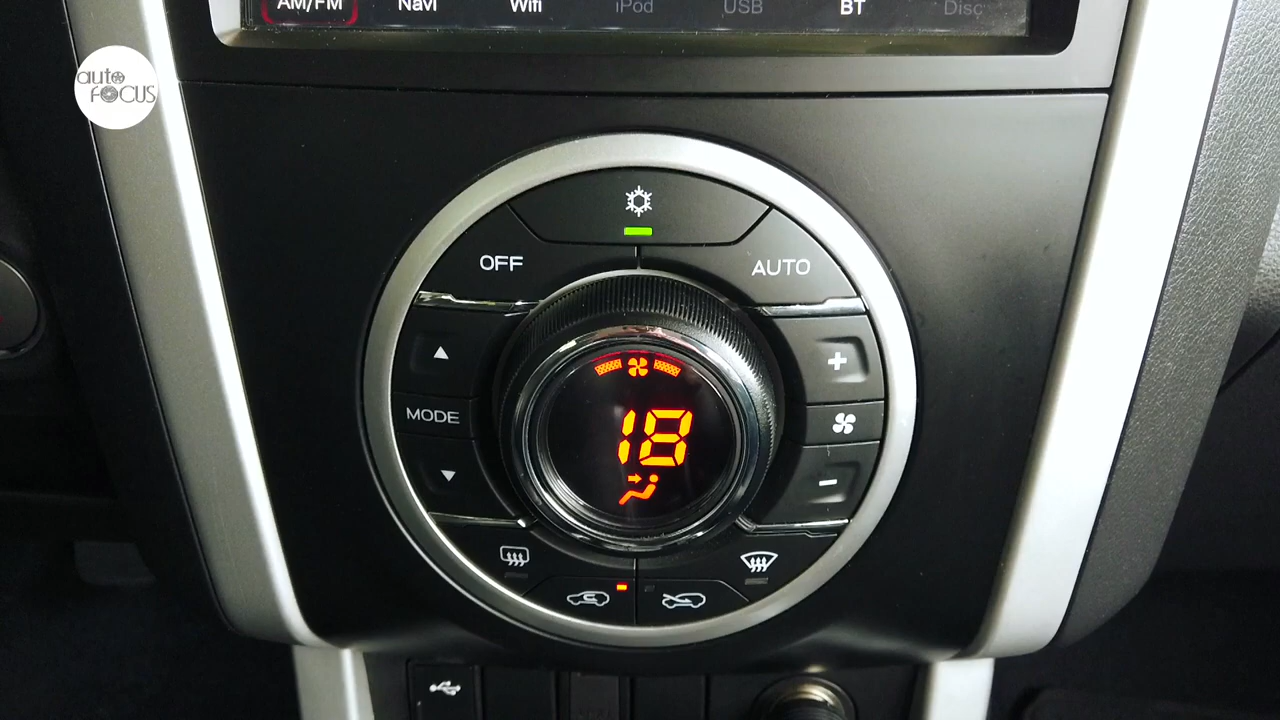 AM/FM Navi Wifi iPod USB BT Disc
auto
FOCUS
OFF AUTO
MODE
18